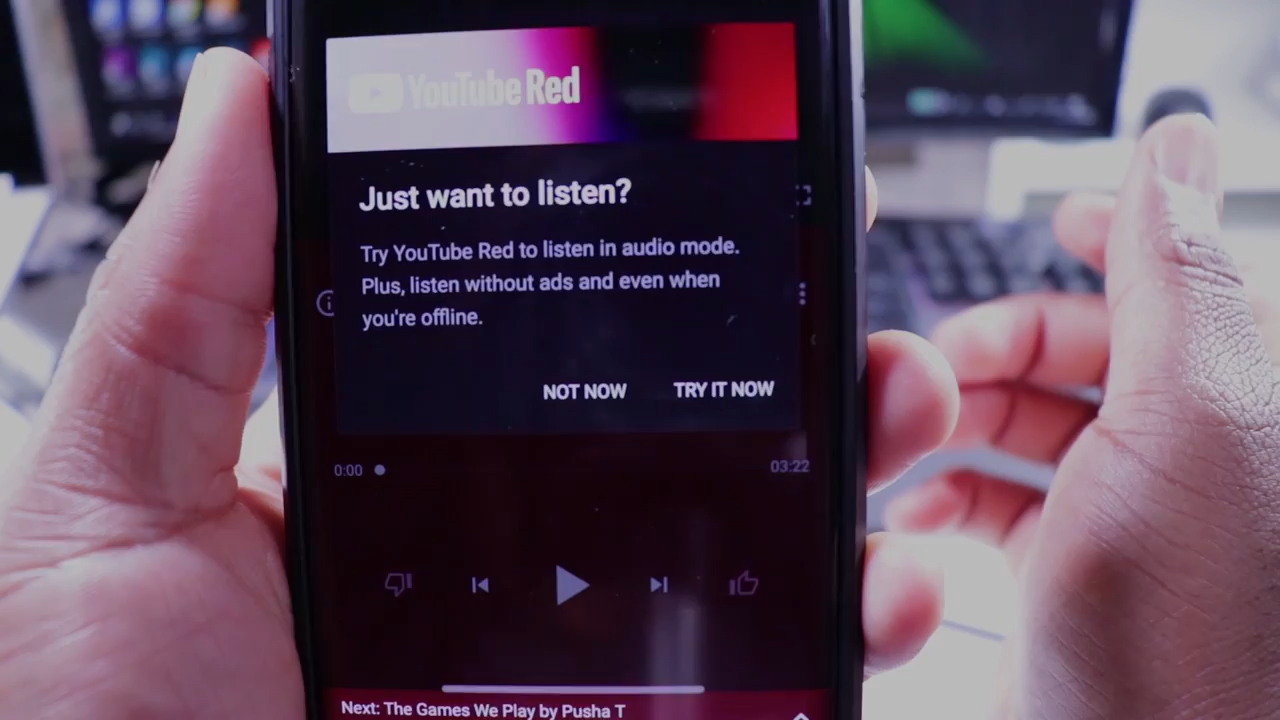 YouTube Red
Just want to listen?
Try YouTube Red to listen in audio mode.
Plus, listen without ads and even when
you're offline.
NOT NOW TRY IT NOW
0:00 03:22
Next: The Games We Play by Pusha T